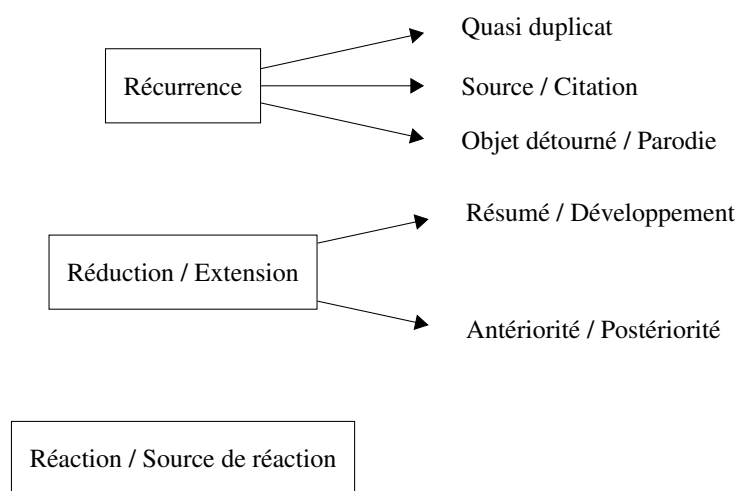 Quasi duplicat
Récurrence
Source / Citation
Objet détourné / Parodie
Résumé / Développement
Réduction / Extension
Antériorité / Postériorité
Réaction / Source de réaction